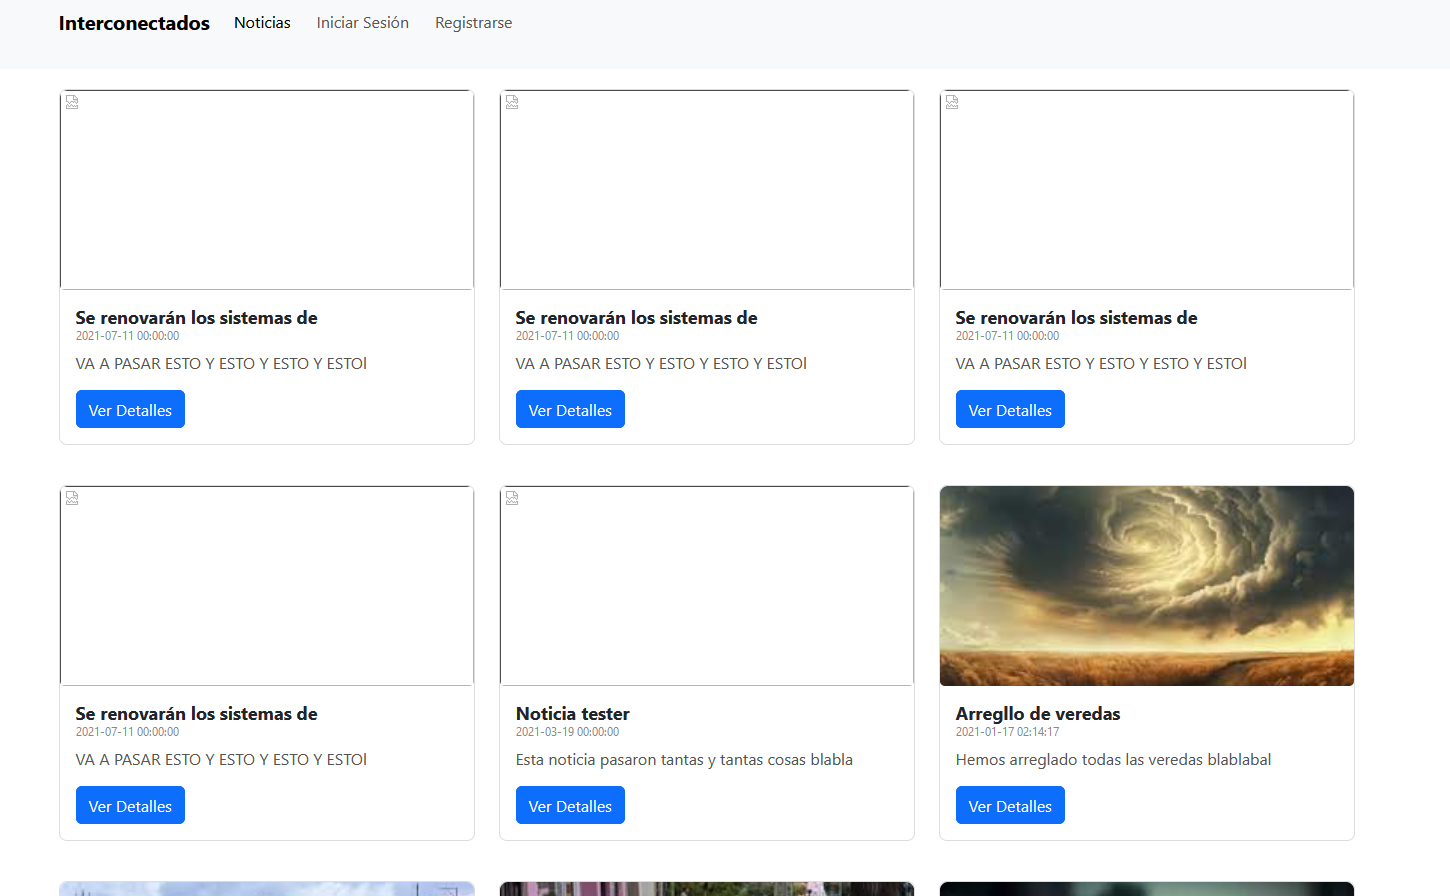 Interconectados Noticias Iniciar Sesión Registrarse
Se renovarán los sistemas de
2021-07-11 00:00:00
VA A PASAR ESTO Y ESTO Y ESTO Y ESTOl
Ver Detalles
Se renovarán los sistemas de
2021-07-11 00:00:00
VA A PASAR ESTO Y ESTO Y ESTO Y ESTOl
Ver Detalles
Se renovarán los sistemas de
2021-07-11 00:00:00
VA A PASAR ESTO Y ESTO Y ESTO Y ESTOl
Ver Detalles
Se renovarán los sistemas de
2021-07-11 00:00:00
VA A PASAR ESTO Y ESTO Y ESTO Y ESTOl
Ver Detalles
Noticia tester
2021-03-19 00:00:00
Esta noticia pasaron tantas y tantas cosas blabla
Ver Detalles
Arregllo de veredas
2021-01-17 02:14:17
Hemos arreglado todas las veredas blablabal
Ver Detalles